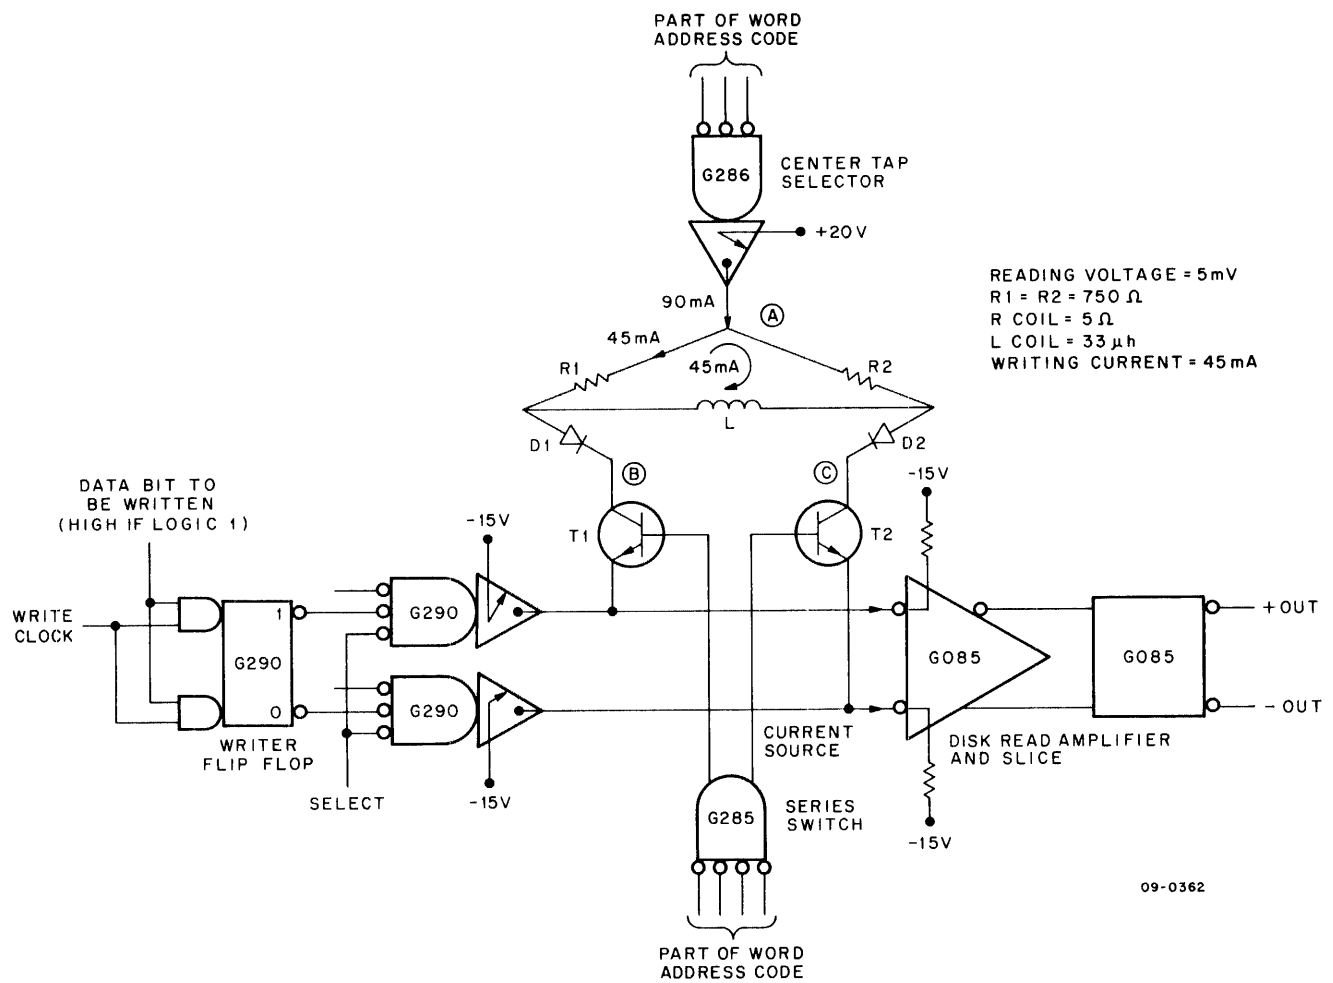 PART OF WORD
ADDRESS CODE
G286
CENTER TAP
SELECTOR
+20V
90mA
A
READING VOLTAGE = 5mV
R1 = R2 = 750 Ω
R COIL = 5 Ω
L COIL = 33 μh
WRITING CURRENT = 45mA
45mA
R1
45mA
R2
L
D1
D2
B
C
-15V
DATA BIT TO
BE WRITTEN
(HIGH IF LOGIC 1)
-15V
T1
T2
WRITE
CLOCK
1
G290
0
G290
G290
G085
G085
+OUT
-OUT
WRITER
FLIP FLOP
SELECT
-15V
CURRENT
SOURCE
DISK READ AMPLIFIER
AND SLICE
G285
SERIES
SWITCH
-15V
09-0362
PART OF WORD
ADDRESS CODE